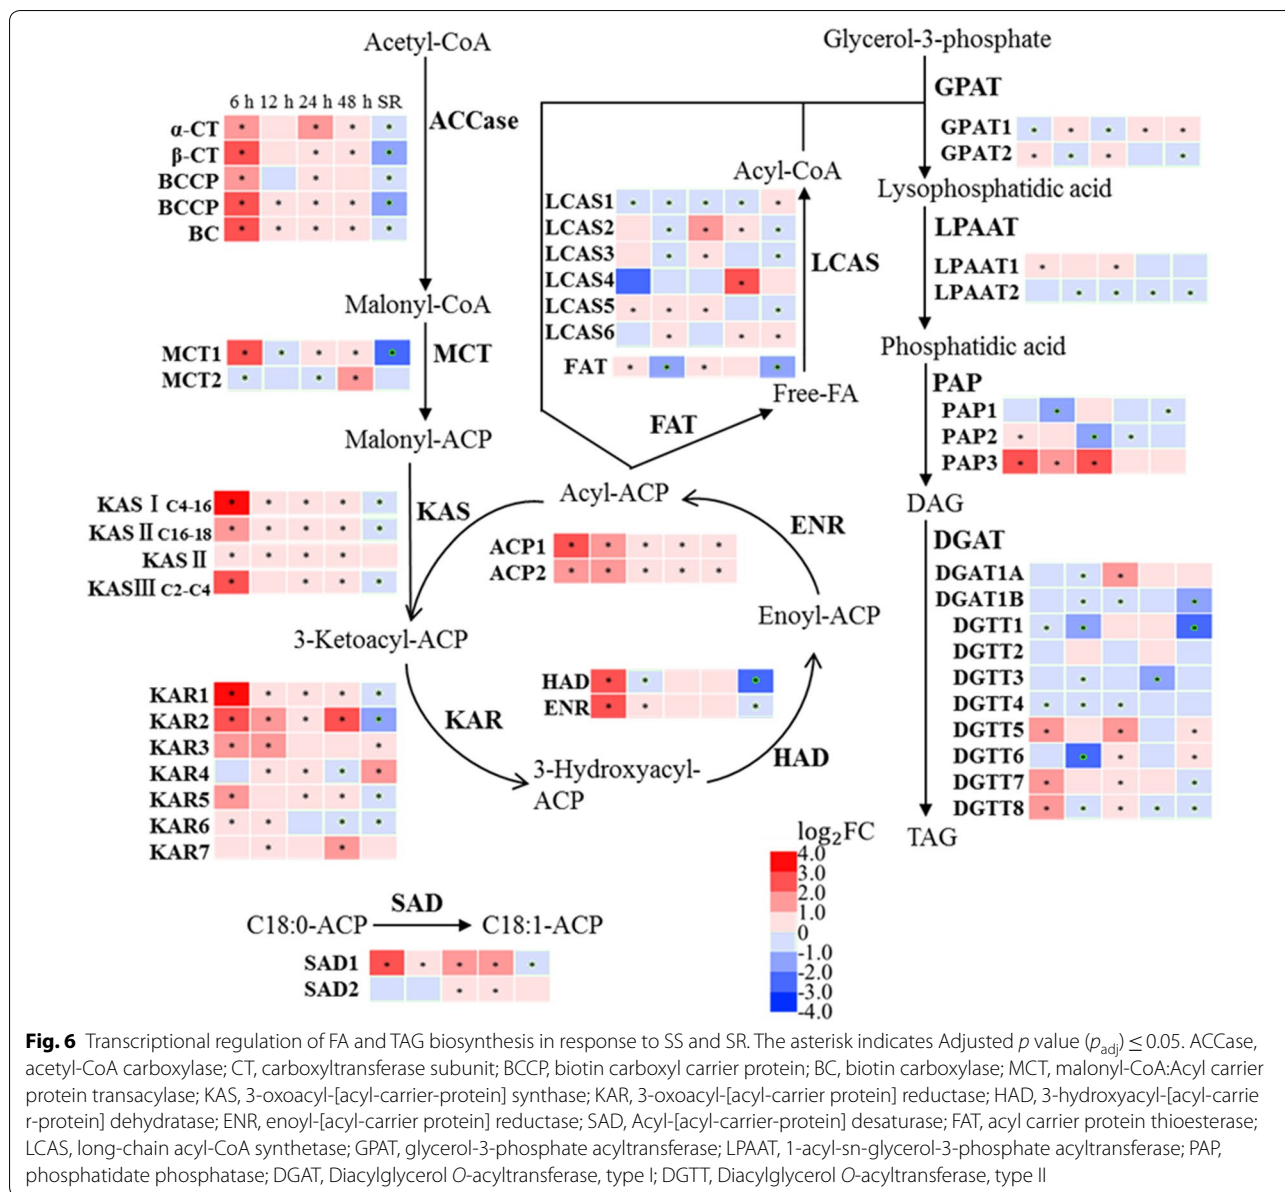 Acetyl-CoA
Glycerol-3-phosphate
6 h 12 h 24 h 48 h SR
ACCase
α-CT
β-CT
BCCP
BCCP
BC
Malonyl-CoA
MCT
MCT1
MCT2
Malonyl-ACP
KAS
KAS I C4-16
KAS II C16-18
KAS II
KASIII C2-C4
3-Ketoacyl-ACP
KAR1
KAR2
KAR3
KAR4
KAR5
KAR6
KAR7
KAR
3-Hydroxyacyl-
ACP
HAD
HAD
ENR
Enoyl-ACP
ENR
Acyl-ACP
ACP1
ACP2
FAT
Free-FA
FAT
LCAS
Acyl-CoA
LCAS1
LCAS2
LCAS3
LCAS4
LCAS5
LCAS6
GPAT
GPAT1
GPAT2
Lysophosphatidic acid
LPAAT
LPAAT1
LPAAT2
Phosphatidic acid
PAP
PAP1
PAP2
PAP3
DAG
DGAT
DGAT1A
DGAT1B
DGTT1
DGTT2
DGTT3
DGTT4
DGTT5
DGTT6
DGTT7
DGTT8
TAG
log₂FC
4.0
3.0
2.0
1.0
0
-1.0
-2.0
-3.0
-4.0
SAD
C18:0-ACP
C18:1-ACP
SAD1
SAD2
Fig. 6 Transcriptional regulation of FA and TAG biosynthesis in response to SS and SR. The asterisk indicates Adjusted p value (p adj) ≤ 0.05. ACCase,
acetyl-CoA carboxylase; CT, carboxyltransferase subunit; BCCP, biotin carboxyl carrier protein; BC, biotin carboxylase; MCT, malonyl-CoA:Acyl carrier
protein transacylase; KAS, 3-oxoacyl-[acyl-carrier-protein] synthase; KAR, 3-oxoacyl-[acyl-carrier protein] reductase; HAD, 3-hydroxyacyl-[acyl-carrie
r-protein] dehydratase; ENR, enoyl-[acyl-carrier protein] reductase; SAD, Acyl-[acyl-carrier-protein] desaturase; FAT, acyl carrier protein thioesterase;
LCAS, long-chain acyl-CoA synthetase; GPAT, glycerol-3-phosphate acyltransferase; LPAAT, 1-acyl-sn-glycerol-3-phosphate acyltransferase; PAP,
phosphatidate phosphatase; DGAT, Diacylglycerol O-acyltransferase, type I; DGTT, Diacylglycerol O-acyltransferase, type II